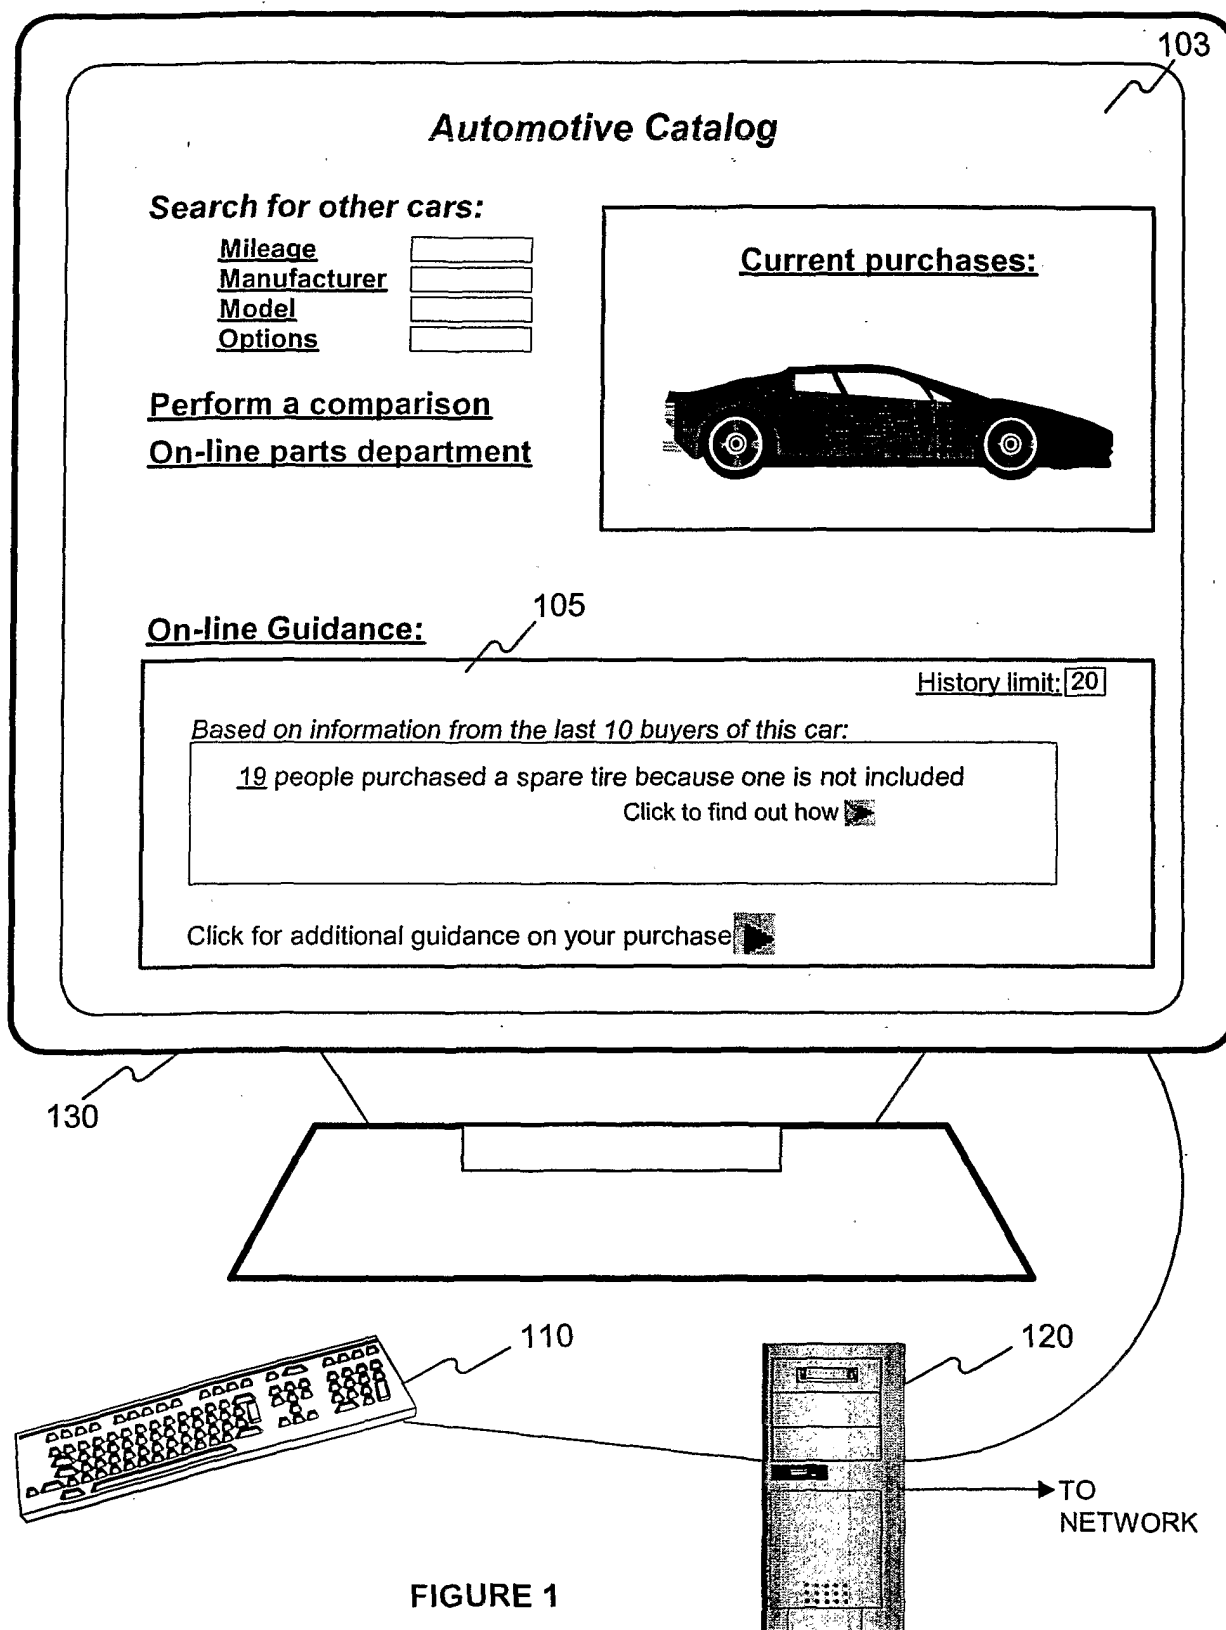 103
Automotive Catalog
Search for other cars:
Mileage
Manufacturer
Model
Options
Current purchases:
Perform a comparison
On-line parts department
105
On-line Guidance:
History limit: 20
Based on information from the last 10 buyers of this car:
19 people purchased a spare tire because one is not included
Click to find out how
Click for additional guidance on your purchase
130
110
120
TO
NETWORK
FIGURE 1